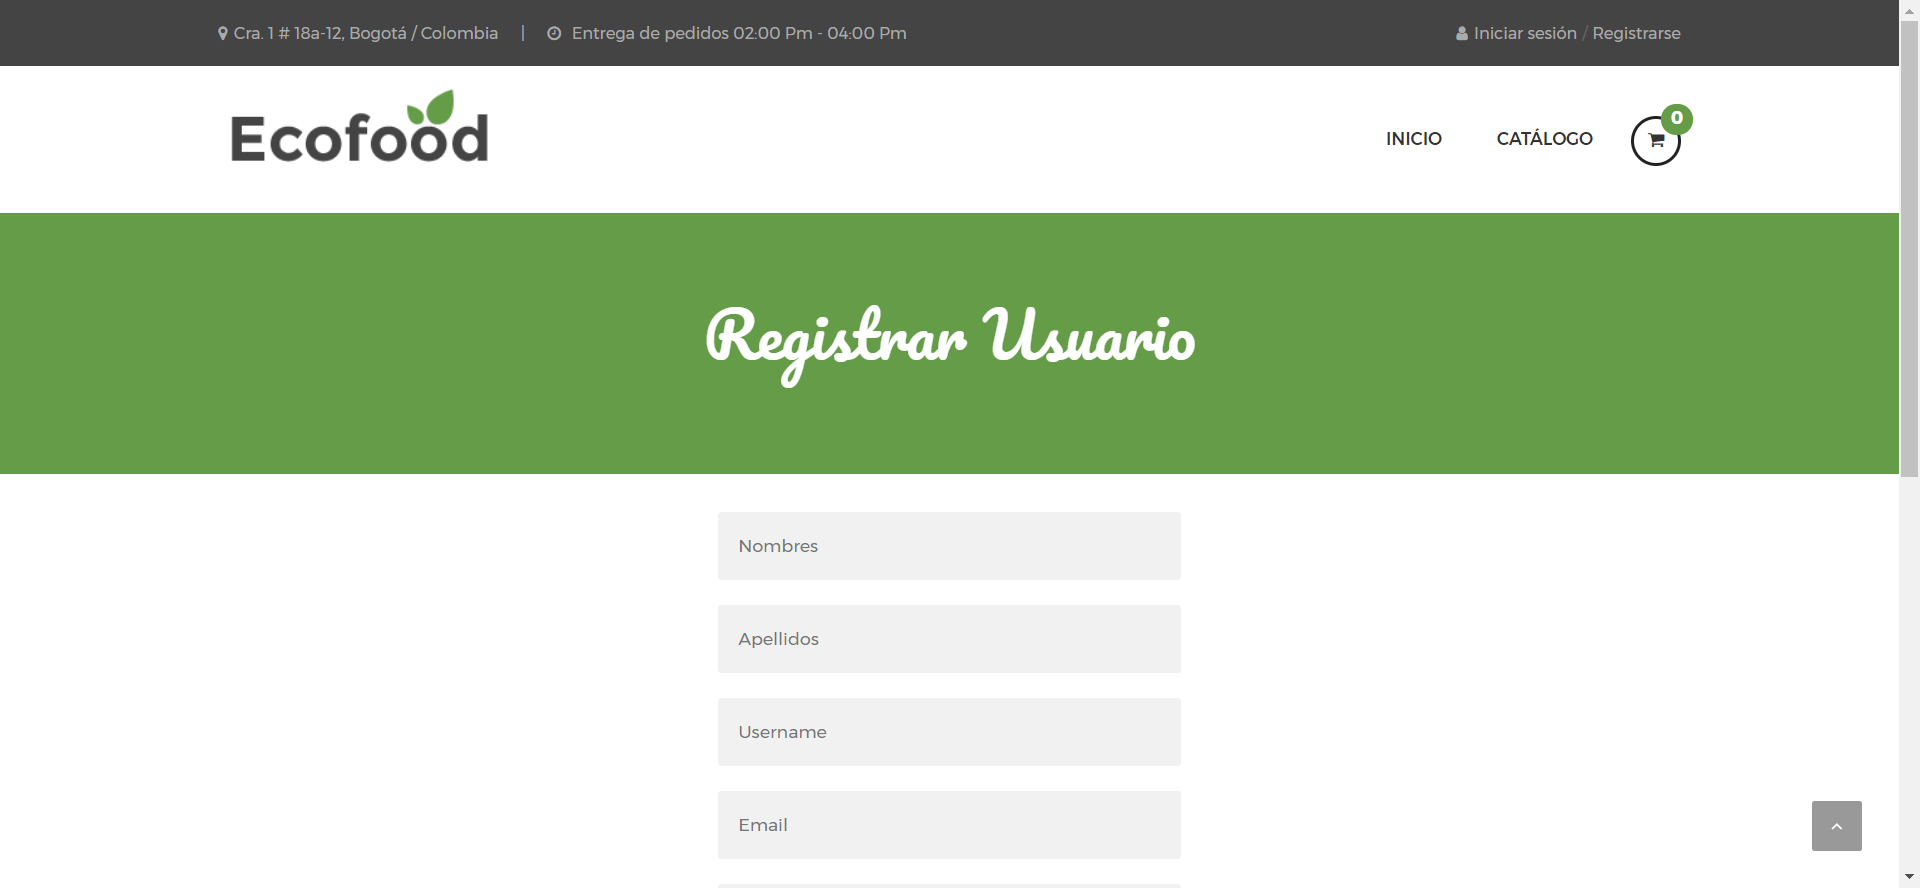 Cra. 1 # 18a-12, Bogotá / Colombia | Entrega de pedidos 02:00 Pm - 04:00 Pm
Iniciar sesión / Registrarse
Ecofood
INICIO
CATÁLOGO
0
Registrar Usuario
Nombres
Apellidos
Username
Email